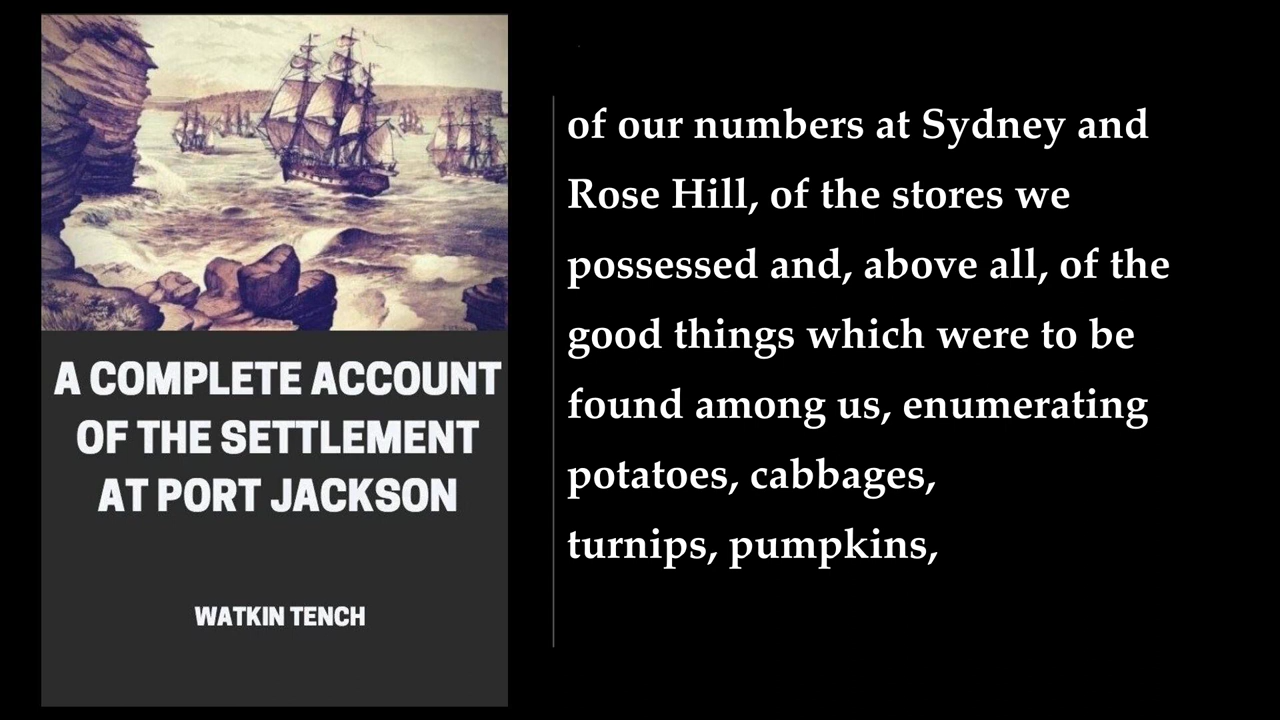 A COMPLETE ACCOUNT
OF THE SETTLEMENT
AT PORT JACKSON
WATKIN TENCH
of our numbers at Sydney and
Rose Hill, of the stores we
possessed and, above all, of the
good things which were to be
found among us, enumerating
potatoes, cabbages,
turnips, pumpkins,